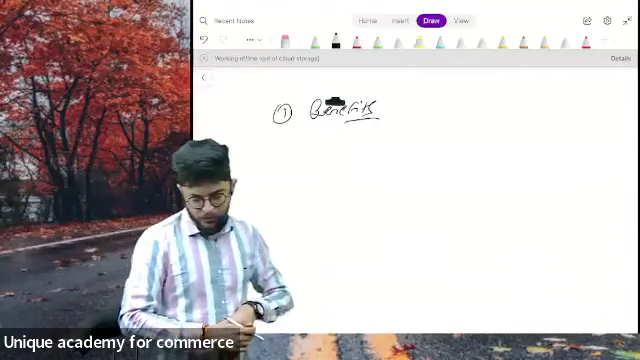 Recent Notes
Home Insert Draw View
Working offline (out of cloud storage)
Details
① Benefits
Unique academy for commerce